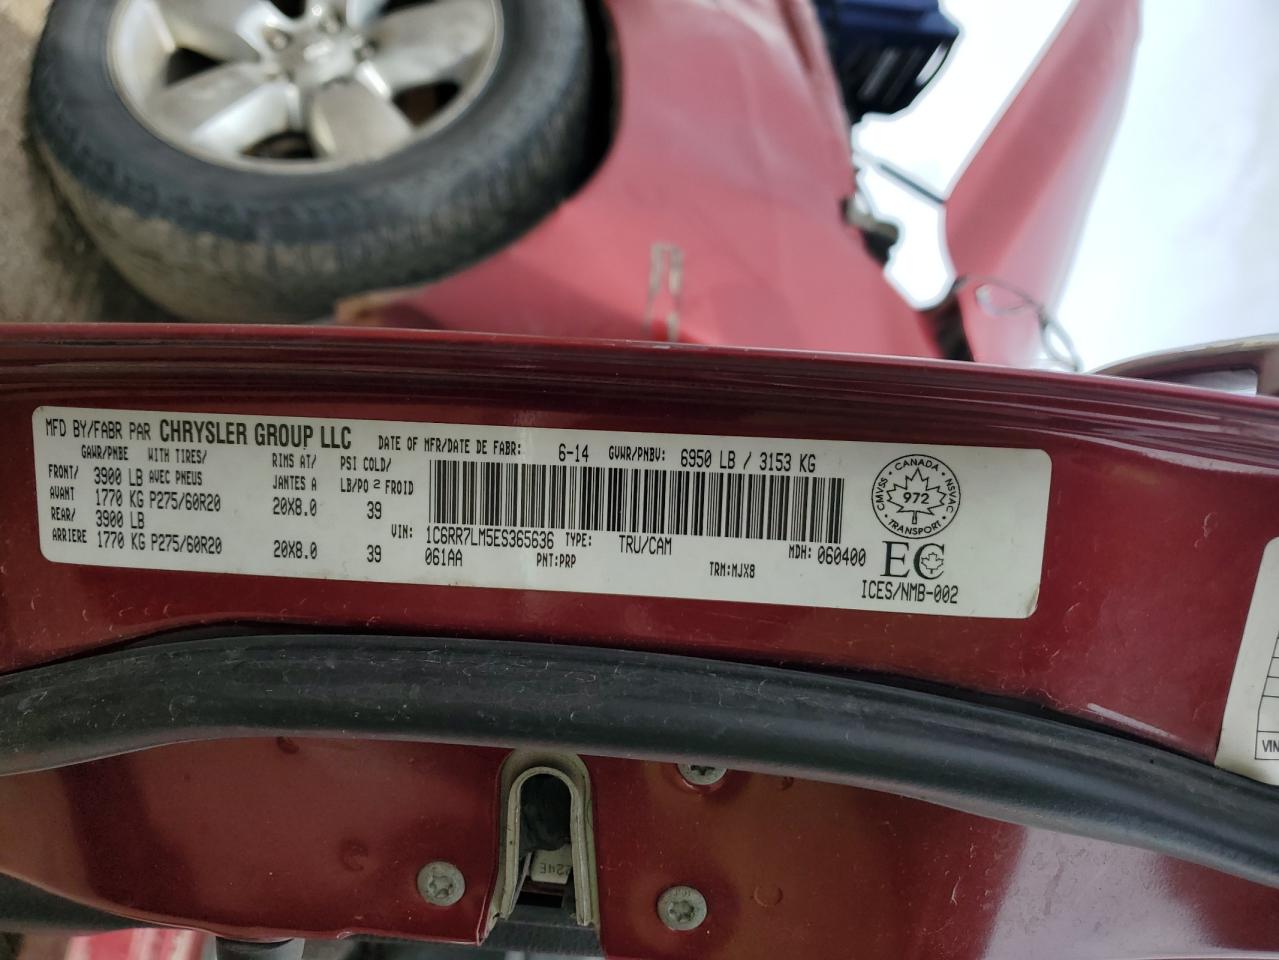 MFD BY/FABR PAR CHRYSLER GROUP LLC DATE OF MFR/DATE DE FABR: 6-14 GVWR/PNBV: 6950 LB / 3153 KG
GAWR/PNBE WITH TIRES/ RIMS AT/ PSI COLD/
FRONT/ 3900 LB AVEC PNEUS JANTES A LB/PO² FROID
AVANT 1770 KG P275/60R20 20X8.0 39
REAR/ 3900 LB
ARRIERE 1770 KG P275/60R20 20X8.0 39
VIN: 1C6RR7LM5ES365636 TYPE: TRU/CAM MDH: 060400
061AA PNT:PRP TRM:MJX8
CANADA
CMVSS 972 NSVAC
TRANSPORT
EC
ICES/NMB-002
VIN
224E